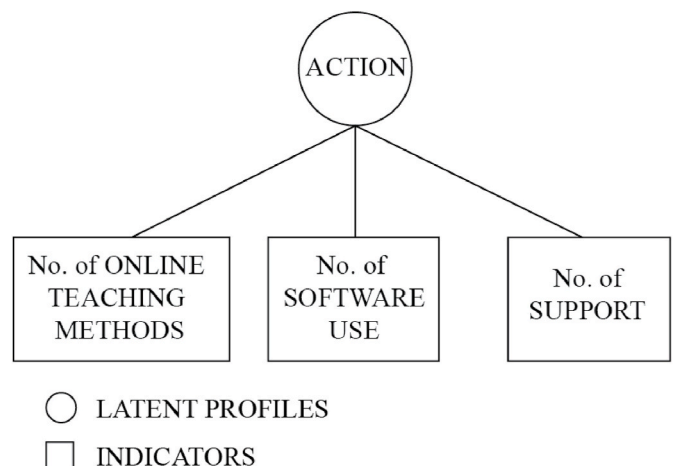 ACTION
No. of ONLINE
TEACHING
METHODS
No. of
SOFTWARE
USE
No. of
SUPPORT
LATENT PROFILES
INDICATORS